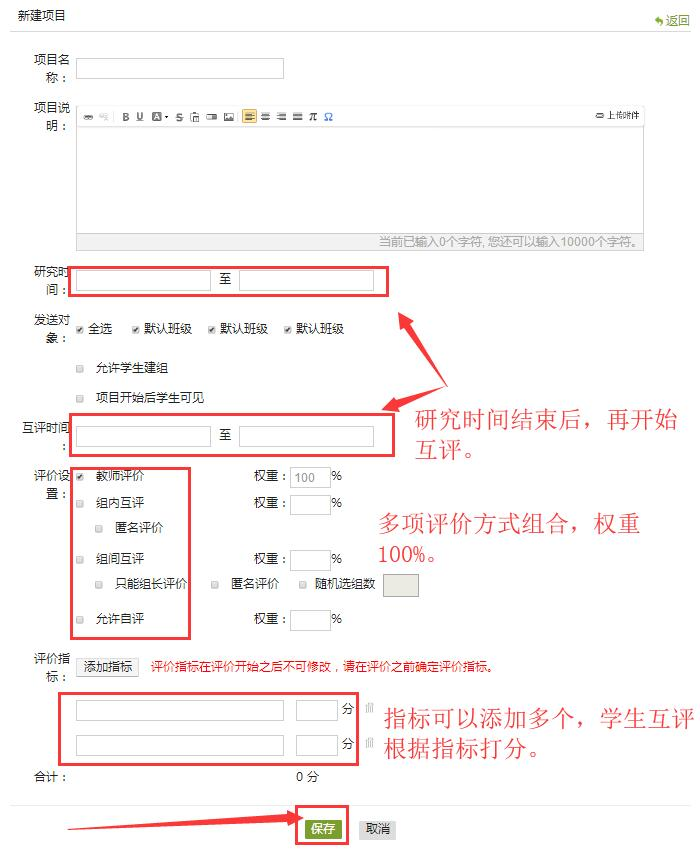 新建项目
返回
项目名
称：
项目说
明：
B U A S π Ω 上传附件
当前已输入0个字符, 您还可以输入10000个字符。
研究时
间：
至
发送对
象：
全选 默认班级 默认班级 默认班级
允许学生建组
项目开始后学生可见
互评时间
：
至
研究时间结束后，再开始
互评。
评价设
置：
教师评价 权重：100%
组内互评 权重： %
匿名评价
多项评价方式组合，权重
100%。
组间互评 权重： %
只能组长评价 匿名评价 随机选组数
允许自评 权重： %
评价指
标：
添加指标 评价指标在评价开始之后不可修改，请在评价之前确定评价指标。
分
分
指标可以添加多个，学生互评
根据指标打分。
合计： 0 分
保存 取消